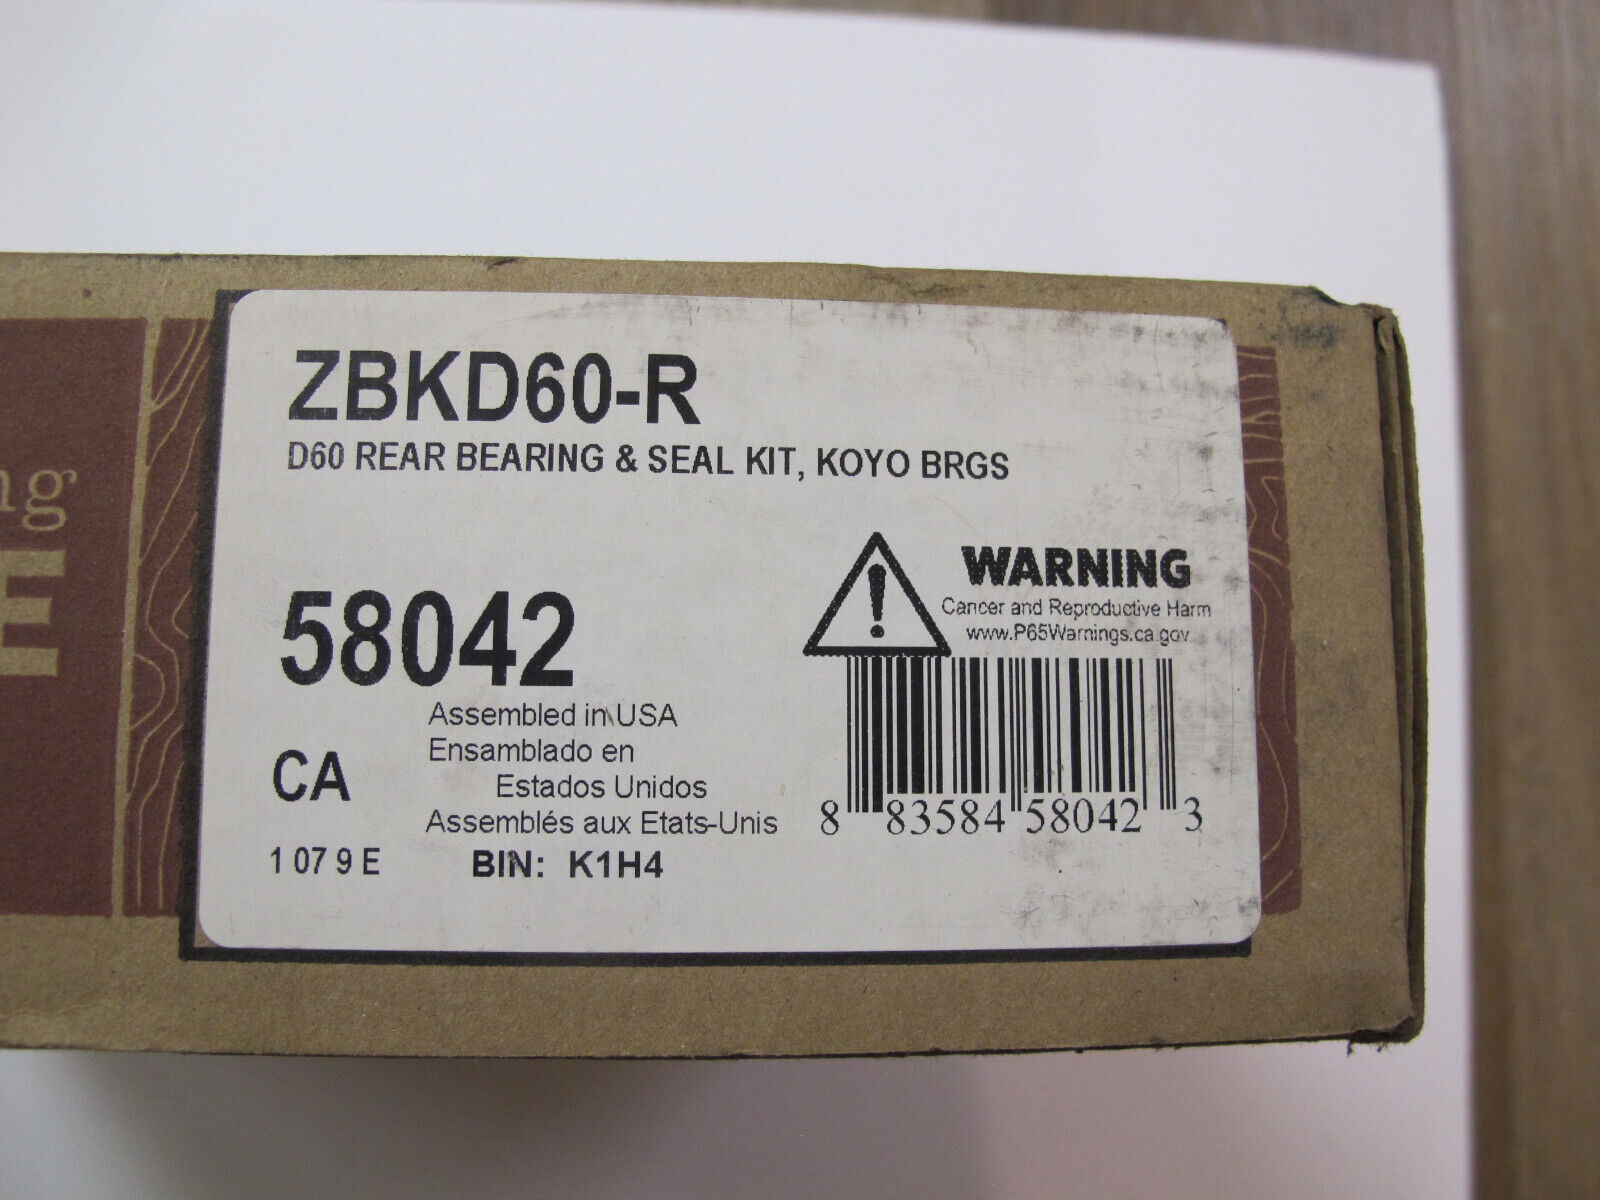 ZBKD60-R
D60 REAR BEARING & SEAL KIT, KOYO BRGS
WARNING
Cancer and Reproductive Harm
www.P65Warnings.ca.gov
58042
Assembled in USA
Ensamblado en
Estados Unidos
Assemblés aux Etats-Unis
CA
8 83584 58042 3
1 07 9 E
BIN: K1H4